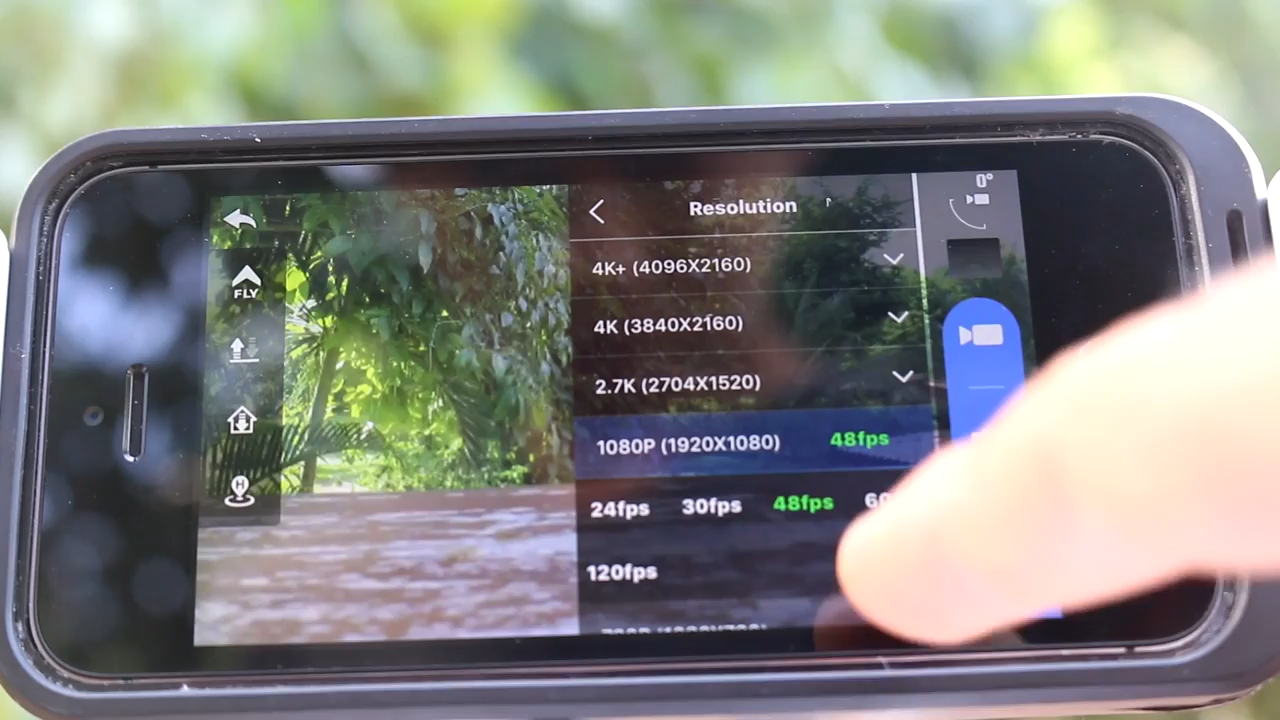 Resolution
0°
FLY
4K+ (4096X2160)
4K (3840X2160)
2.7K (2704X1520)
1080P (1920X1080) 48fps
24fps 30fps 48fps
120fps
H